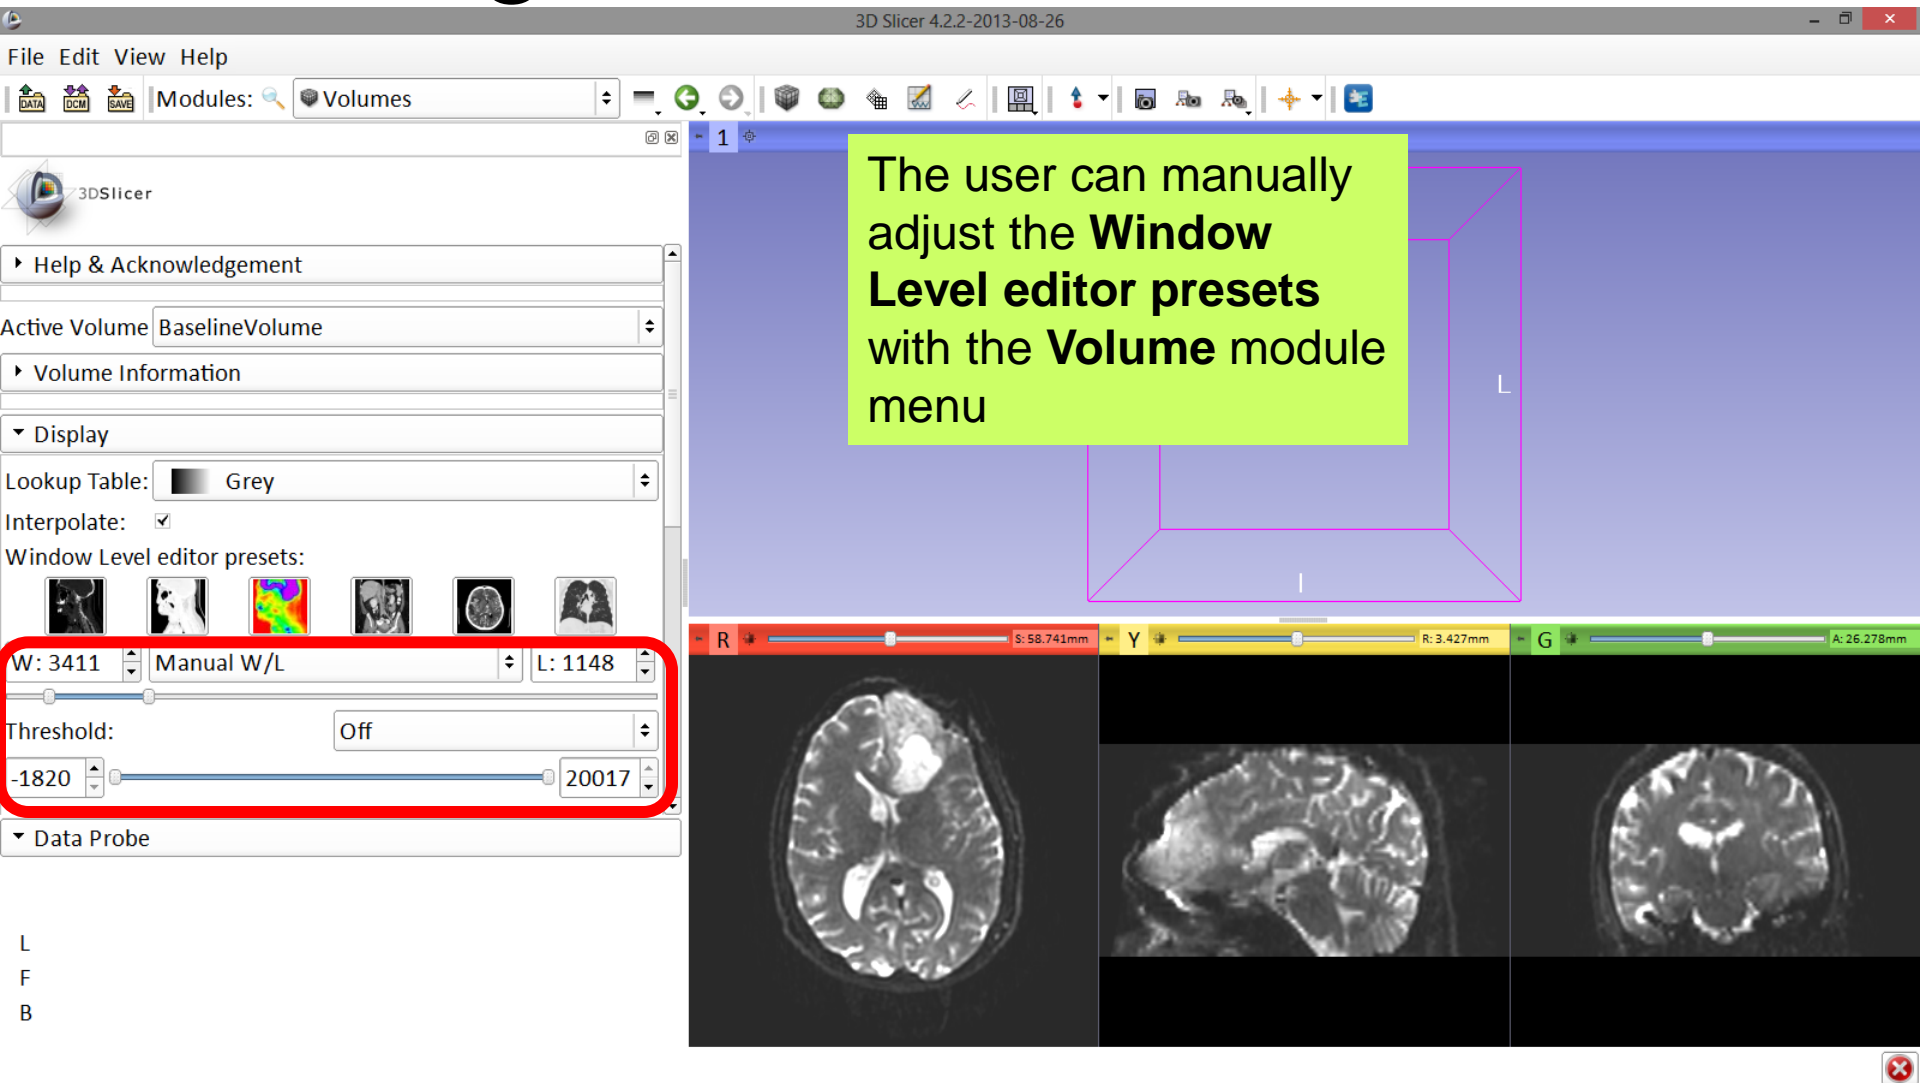 3D Slicer 4.2.2-2013-08-26
File Edit View Help
DATA DCM SAVE Modules: Volumes
1
3DSlicer
The user can manually
adjust the Window
Level editor presets
with the Volume module
menu
Help & Acknowledgement
Active Volume BaselineVolume
Volume Information
L
Display
Lookup Table: Grey
Interpolate:
Window Level editor presets:
I
R S: 58.741mm Y R: 3.427mm G A: 26.278mm
W: 3411 Manual W/L L: 1148
Threshold: Off
-1820 20017
Data Probe
L
F
B